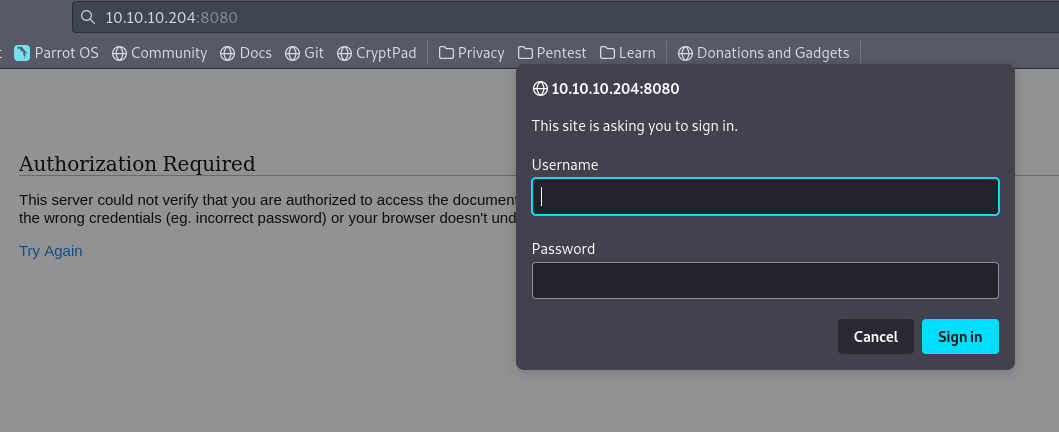 10.10.10.204:8080
Parrot OS Community Docs Git CryptPad Privacy Pentest Learn Donations and Gadgets
Authorization Required
This server could not verify that you are authorized to access the document
the wrong credentials (eg. incorrect password) or your browser doesn't und
Try Again
10.10.10.204:8080
This site is asking you to sign in.
Username
Password
Cancel Sign in